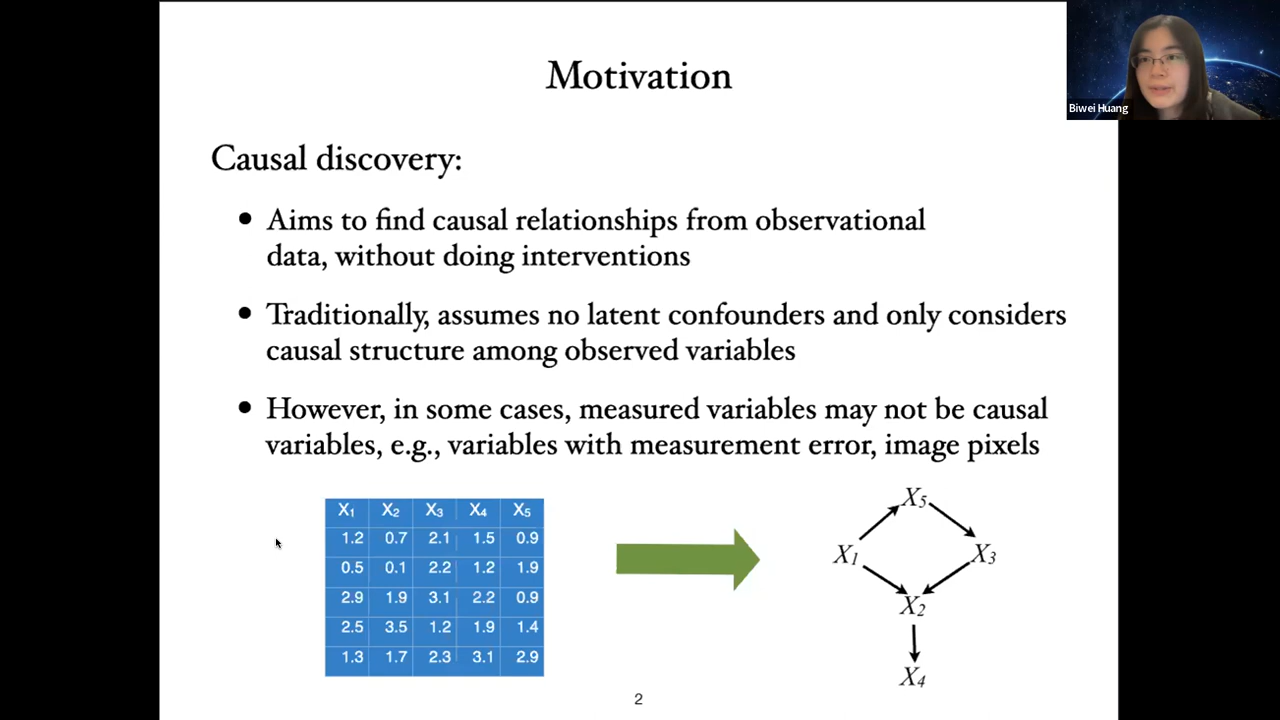 Motivation
Biwei Huang
Causal discovery:
• Aims to find causal relationships from observational
data, without doing interventions
• Traditionally, assumes no latent confounders and only considers
causal structure among observed variables
• However, in some cases, measured variables may not be causal
variables, e.g., variables with measurement error, image pixels
X₁ X₂ X₃ X₄ X₅
1.2 0.7 2.1 1.5 0.9
0.5 0.1 2.2 1.2 1.9
2.9 1.9 3.1 2.2 0.9
2.5 3.5 1.2 1.9 1.4
1.3 1.7 2.3 3.1 2.9
X₅
X₁ X₃
X₂
X₄
2